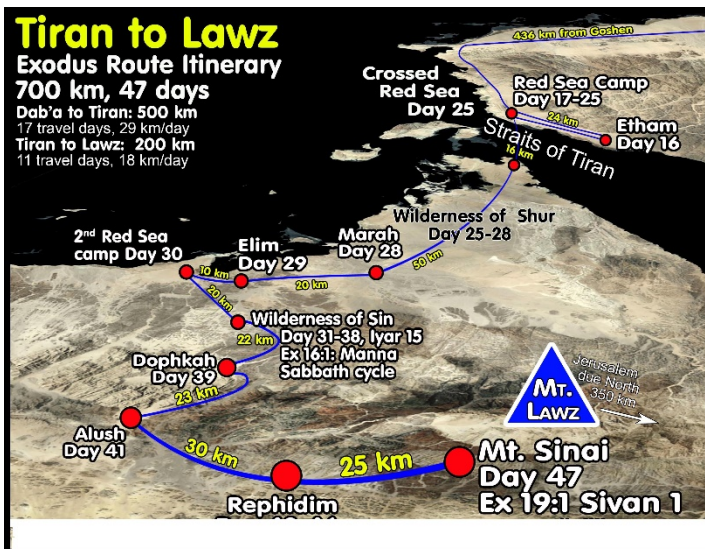 Tiran to Lawz
Exodus Route Itinerary
700 km, 47 days
Dab'a to Tiran: 500 km
17 travel days, 29 km/day
Tiran to Lawz: 200 km
11 travel days, 18 km/day
436 km from Goshen
Crossed
Red Sea
Day 25
Red Sea Camp
Day 17-25
24 km
Etham
Day 16
Straits of Tiran
16 km
Wilderness of Shur
Day 25-28
50 km
Marah
Day 28
20 km
Elim
Day 29
10 km
2nd Red Sea
camp Day 30
20 km
Wilderness of Sin
Day 31-38, Iyar 15
Ex 16:1: Manna
Sabbath cycle
22 km
Dophkah
Day 39
23 km
Alush
Day 41
30 km
Rephidim
25 km
Mt. Sinai
Day 47
Ex 19:1 Sivan 1
Mt.
Lawz
Jerusalem
due North
350 km